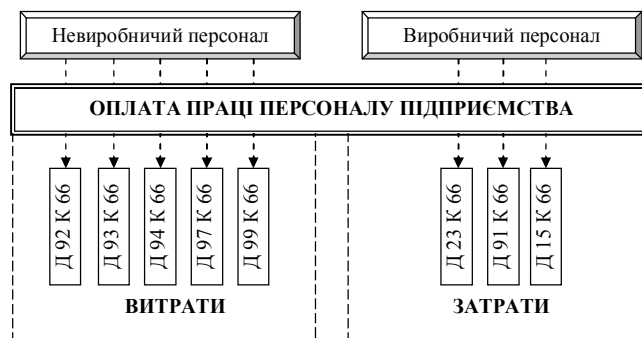 Невиробничий персонал
Виробничий персонал
ОПЛАТА ПРАЦІ ПЕРСОНАЛУ ПІДПРИЄМСТВА
Д 92 К 66
Д 93 К 66
Д 94 К 66
Д 97 К 66
Д 99 К 66
Д 23 К 66
Д 91 К 66
Д 15 К 66
ВИТРАТИ
ЗАТРАТИ